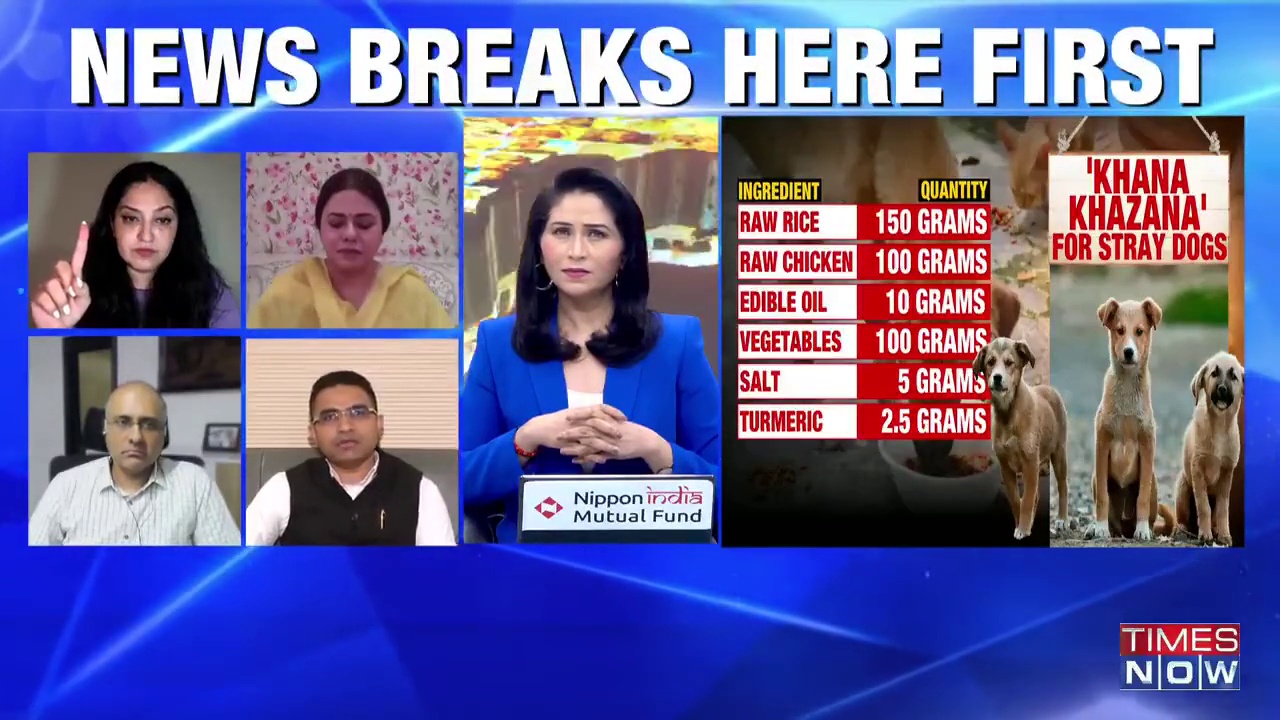 NEWS BREAKS HERE FIRST
INGREDIENT QUANTITY
RAW RICE 150 GRAMS
RAW CHICKEN 100 GRAMS
EDIBLE OIL 10 GRAMS
VEGETABLES 100 GRAMS
SALT 5 GRAMS
TURMERIC 2.5 GRAMS
'KHANA
KHAZANA'
FOR STRAY DOGS
Nippon india
Mutual Fund
TIMES
NOW